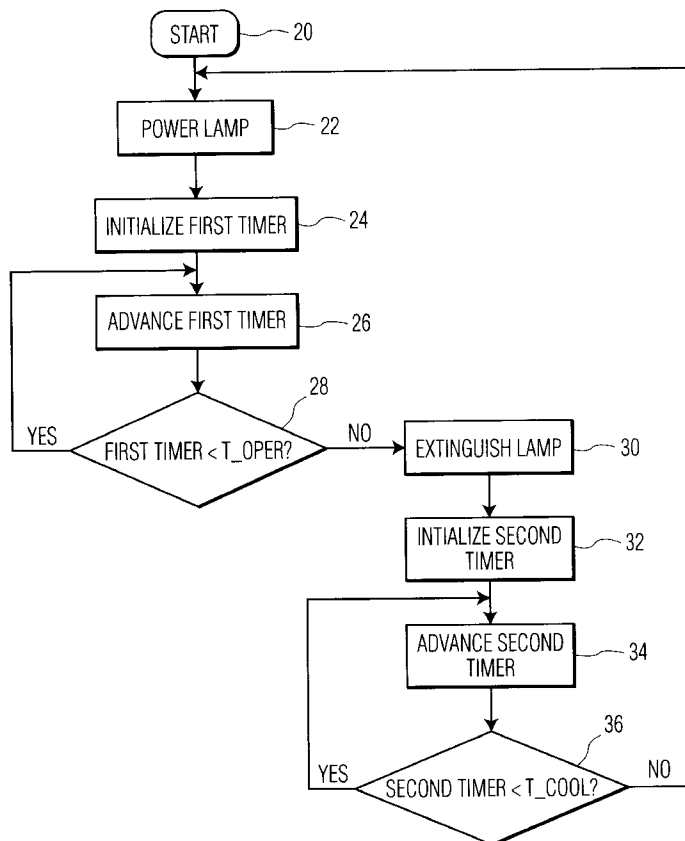 START
20
POWER LAMP
22
INITIALIZE FIRST TIMER
24
ADVANCE FIRST TIMER
26
28
YES
FIRST TIMER < T_OPER?
NO
EXTINGUISH LAMP
30
INTIALIZE SECOND
TIMER
32
ADVANCE SECOND
TIMER
34
36
YES
SECOND TIMER < T_COOL?
NO